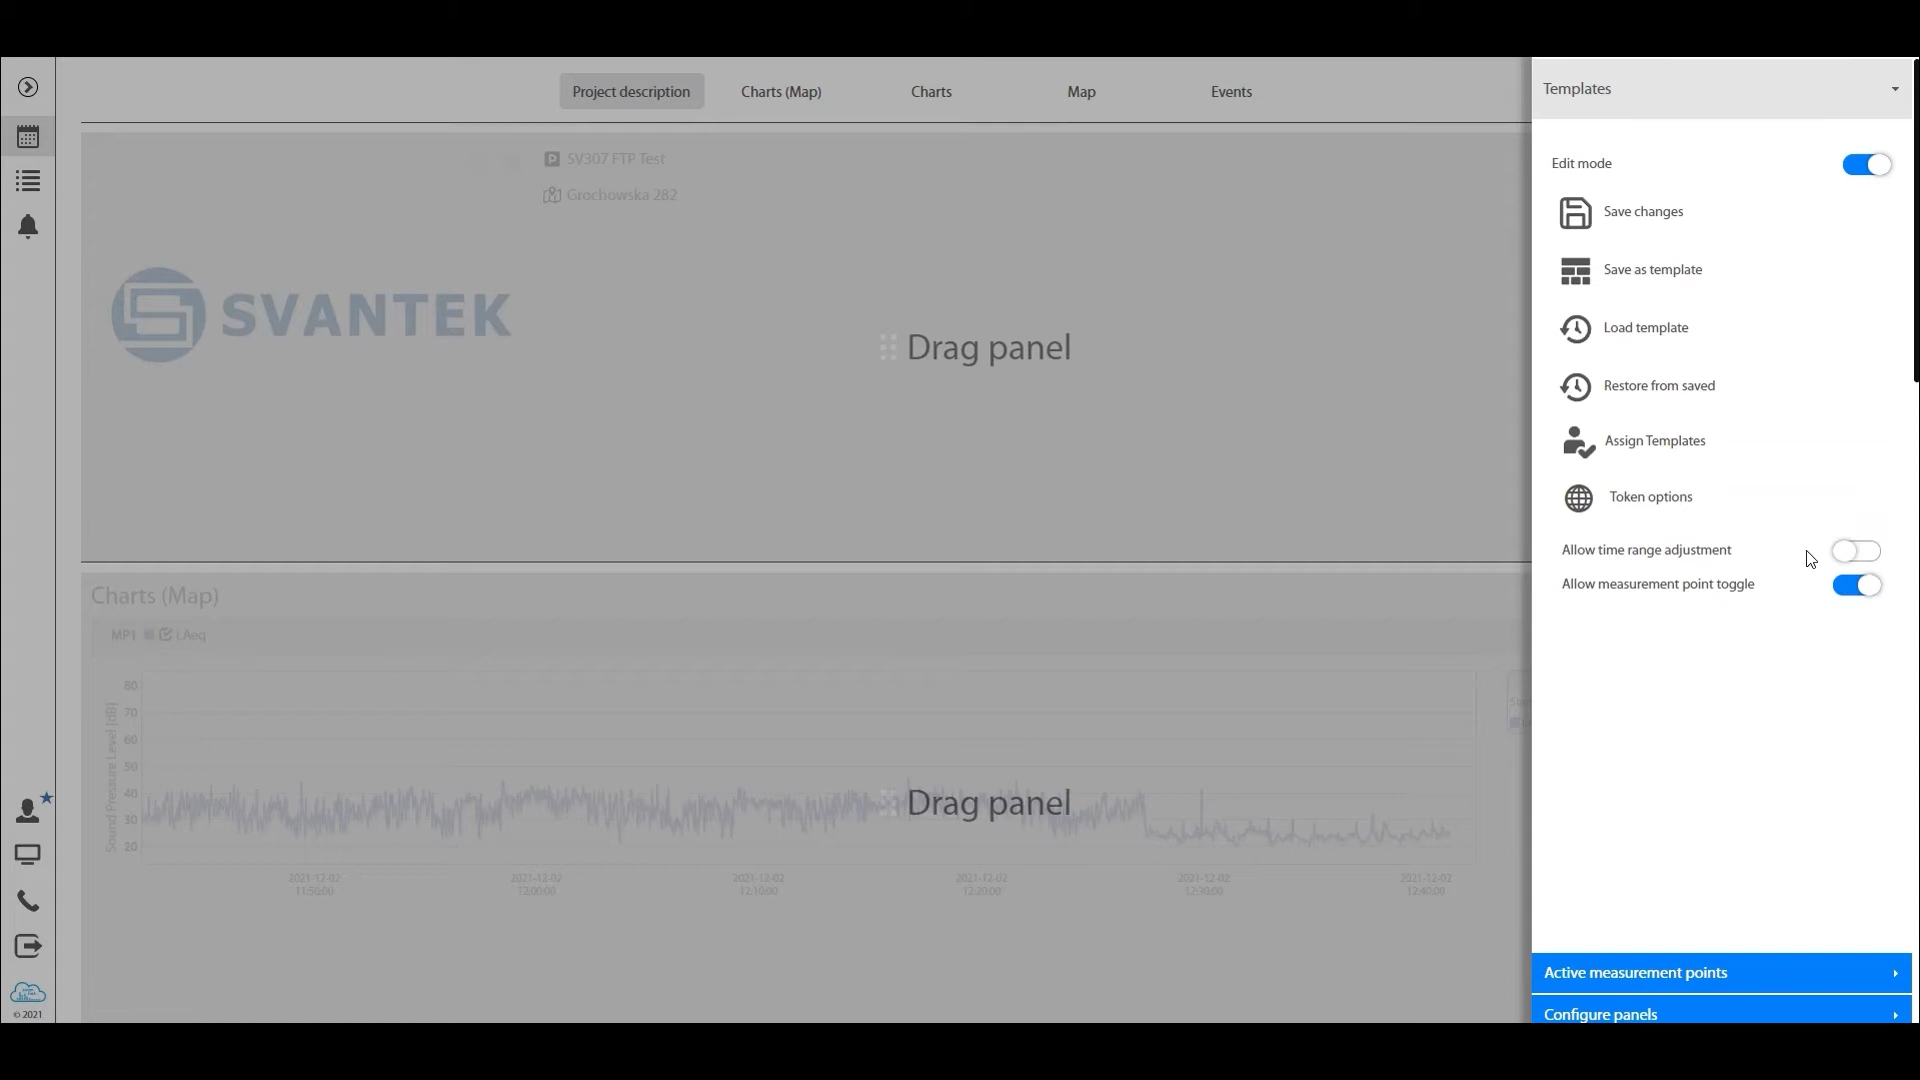 Project description
Charts (Map)
Charts
Map
Events
SV307 FTP Test
Grochowska 282
SVANTEK
Drag panel
Charts (Map)
MP1 LAeq
Sound Pressure Level [dB]
80
70
60
50
40
30
20
Drag panel
2021-12-02
11:50:00
2021-12-02
12:00:00
2021-12-02
12:10:00
2021-12-02
12:20:00
2021-12-02
12:30:00
2021-12-02
12:40:00
© 2021
Templates
Edit mode
Save changes
Save as template
Load template
Restore from saved
Assign Templates
Token options
Allow time range adjustment
Allow measurement point toggle
Active measurement points
Configure panels